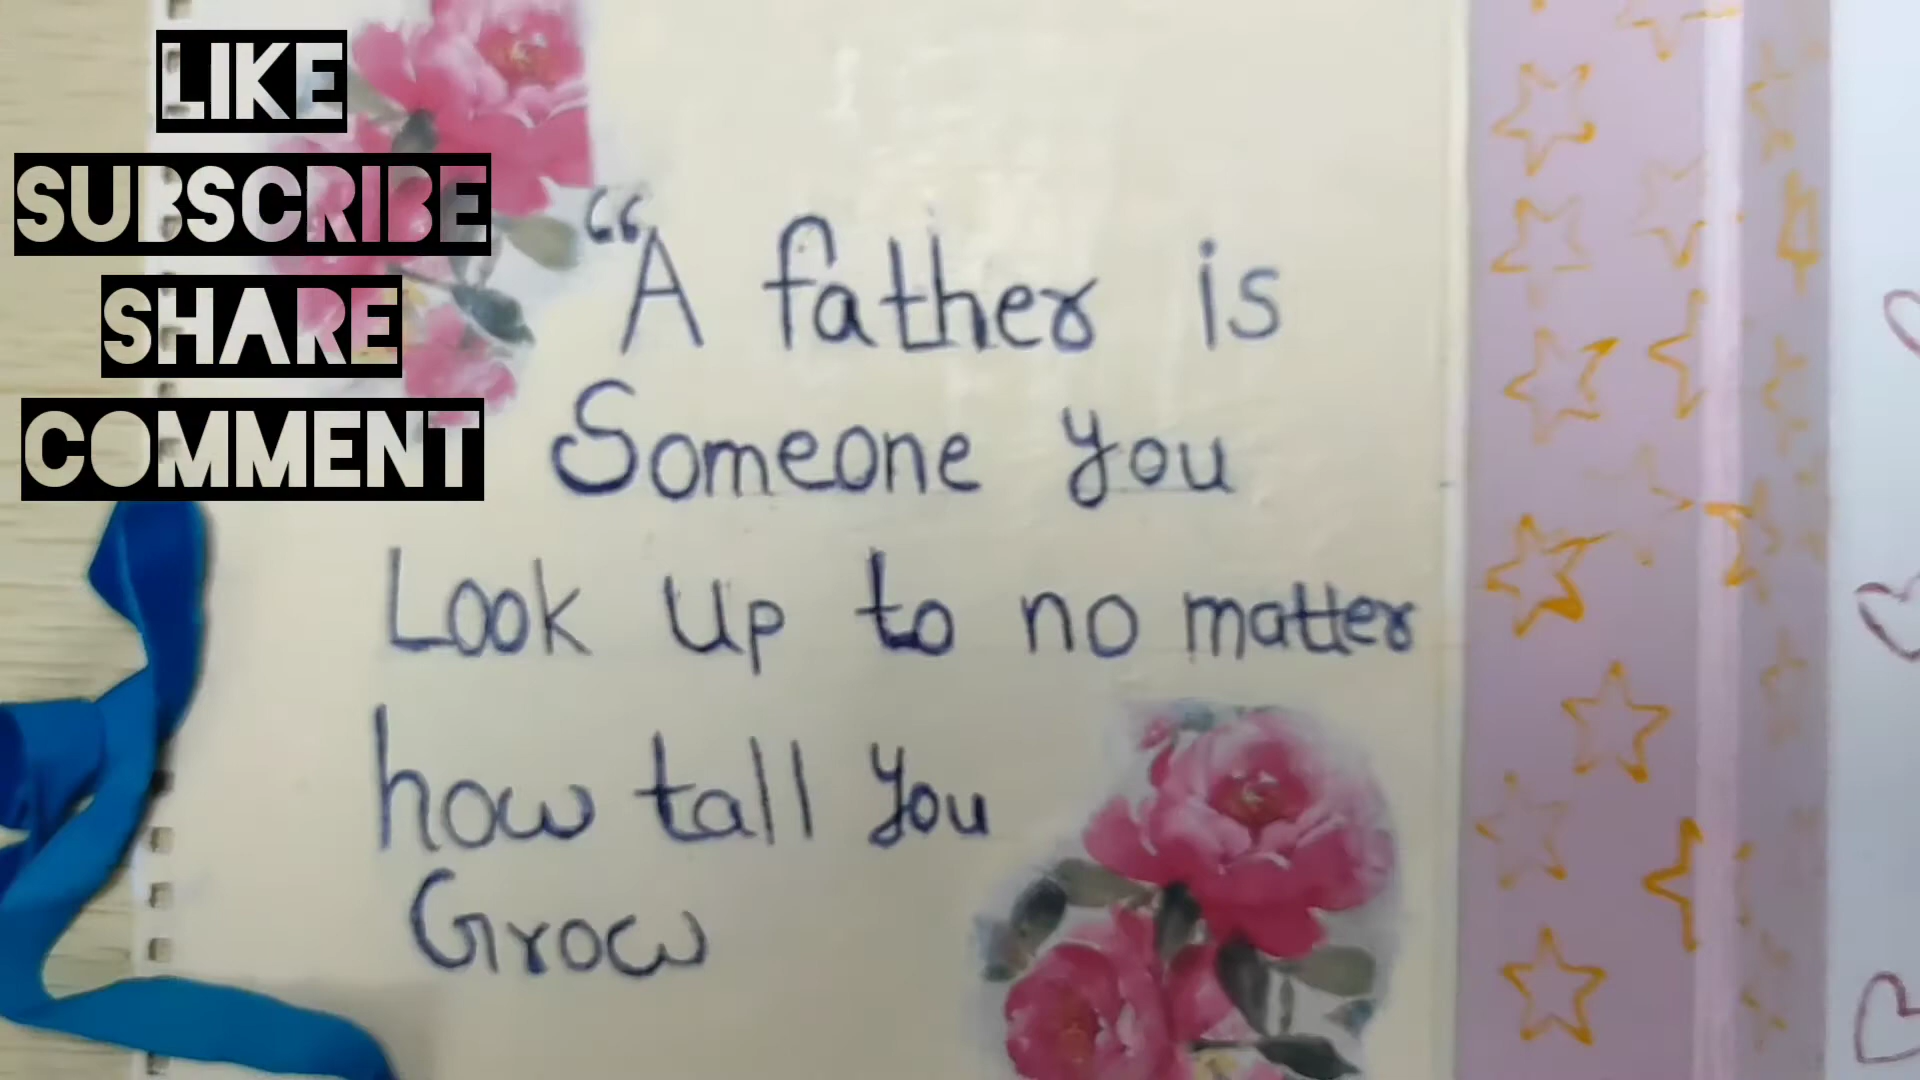 LIKE
SUBSCRIBE
SHARE
COMMENT
“A father is
Someone you
Look up to no matter
how tall you
Grow